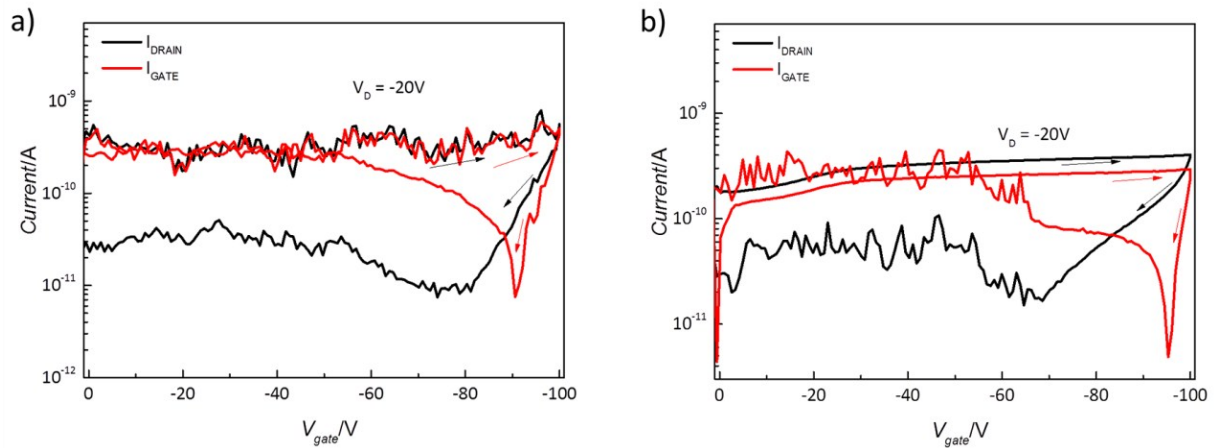 a)
I_DRAIN
I_GATE
V_D = -20V
10^-9
10^-10
10^-11
10^-12
Current/A
0 -20 -40 -60 -80 -100
V_gate/V
b)
I_DRAIN
I_GATE
V_D = -20V
10^-9
10^-10
10^-11
Current/A
0 -20 -40 -60 -80 -100
V_gate/V